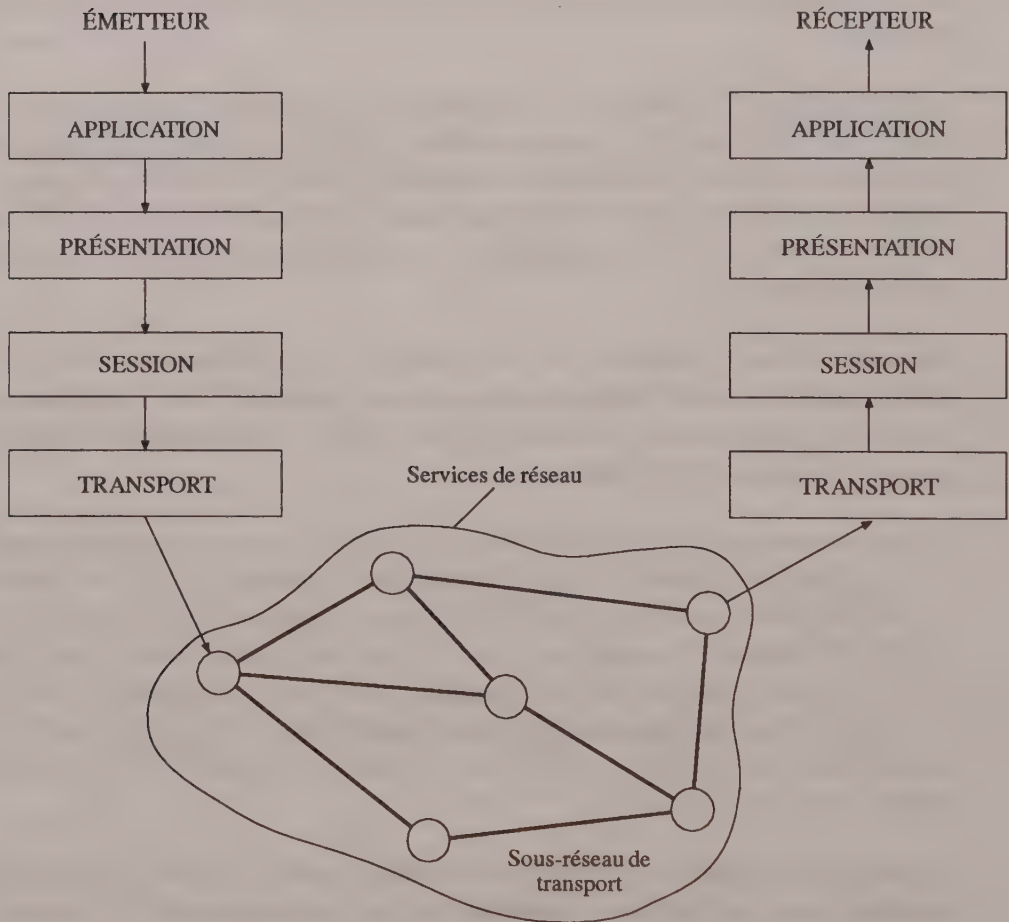 ÉMETTEUR
RÉCEPTEUR
APPLICATION
APPLICATION
PRÉSENTATION
PRÉSENTATION
SESSION
SESSION
TRANSPORT
Services de réseau
TRANSPORT
Sous-réseau de
transport